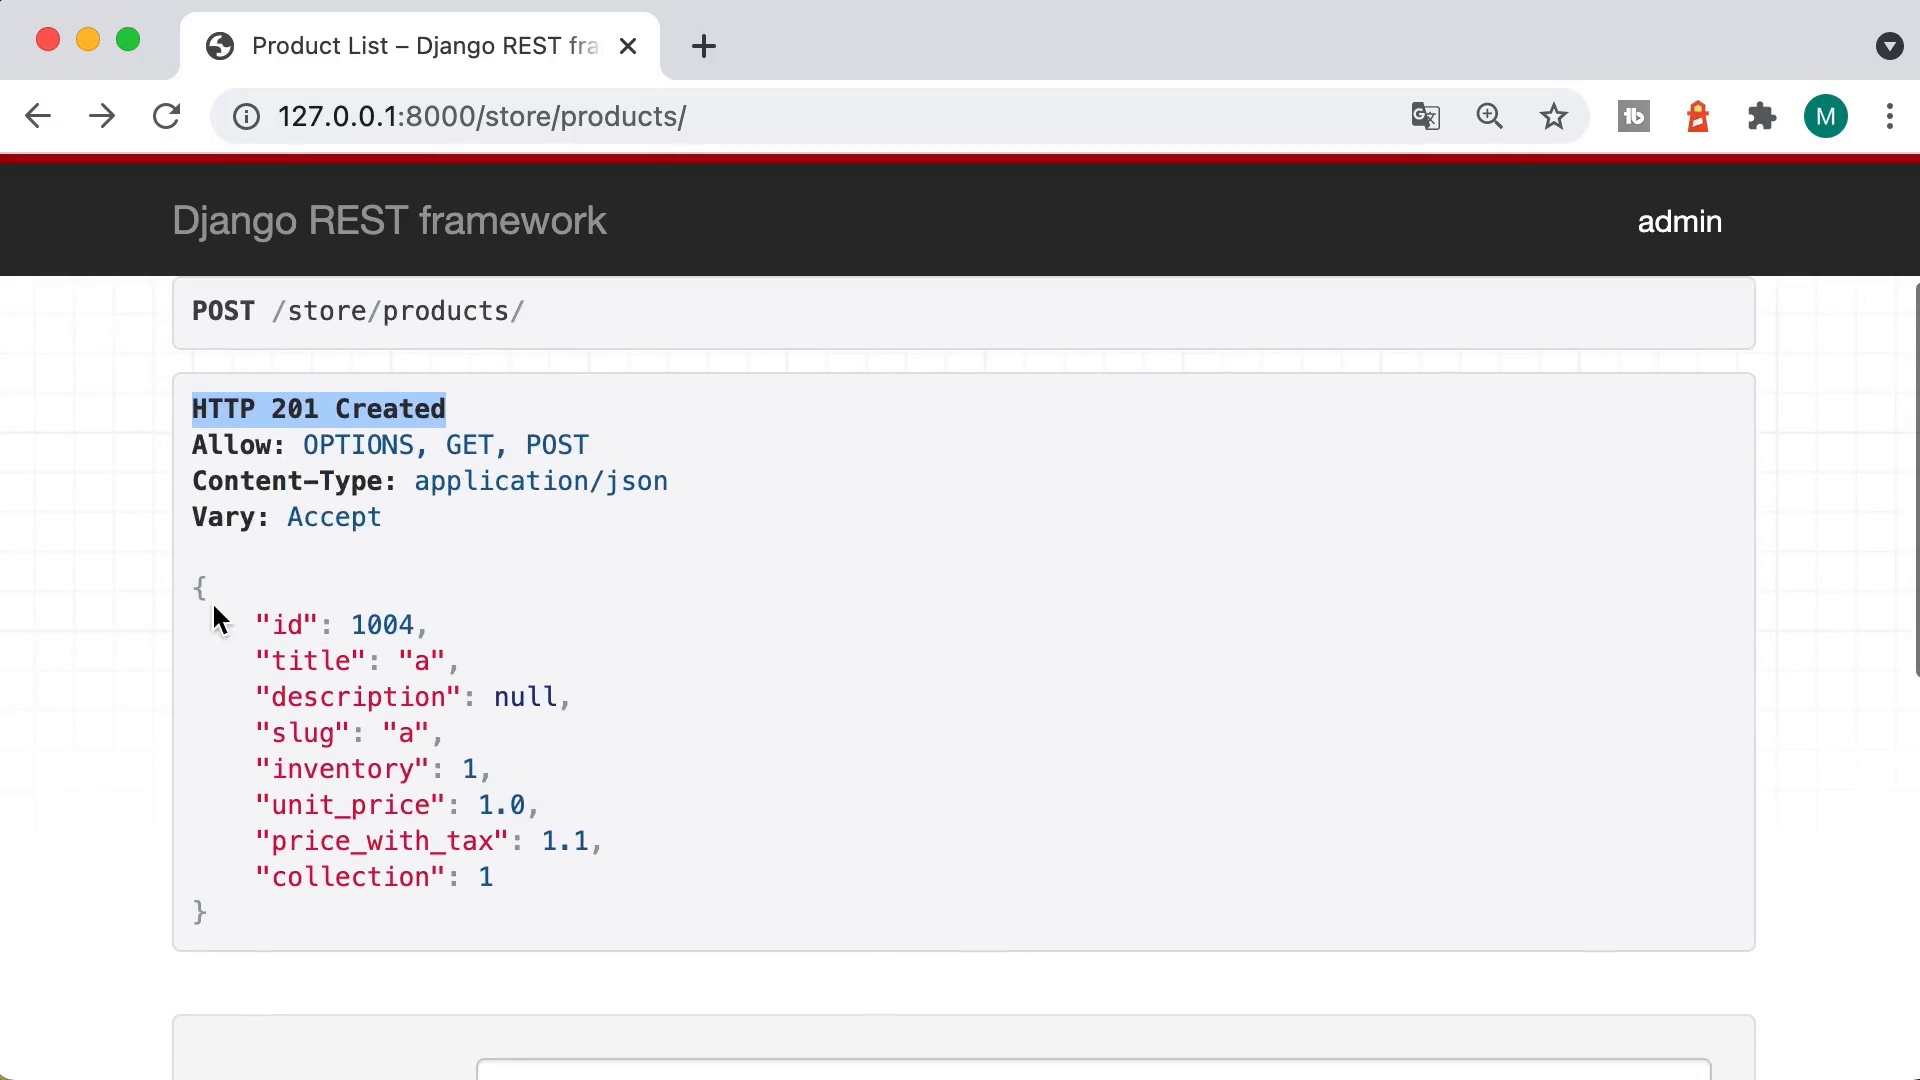 Product List – Django REST fra
127.0.0.1:8000/store/products/
M
Django REST framework
admin
POST /store/products/
HTTP 201 Created
Allow: OPTIONS, GET, POST
Content-Type: application/json
Vary: Accept
{
"id": 1004,
"title": "a",
"description": null,
"slug": "a",
"inventory": 1,
"unit_price": 1.0,
"price_with_tax": 1.1,
"collection": 1
}